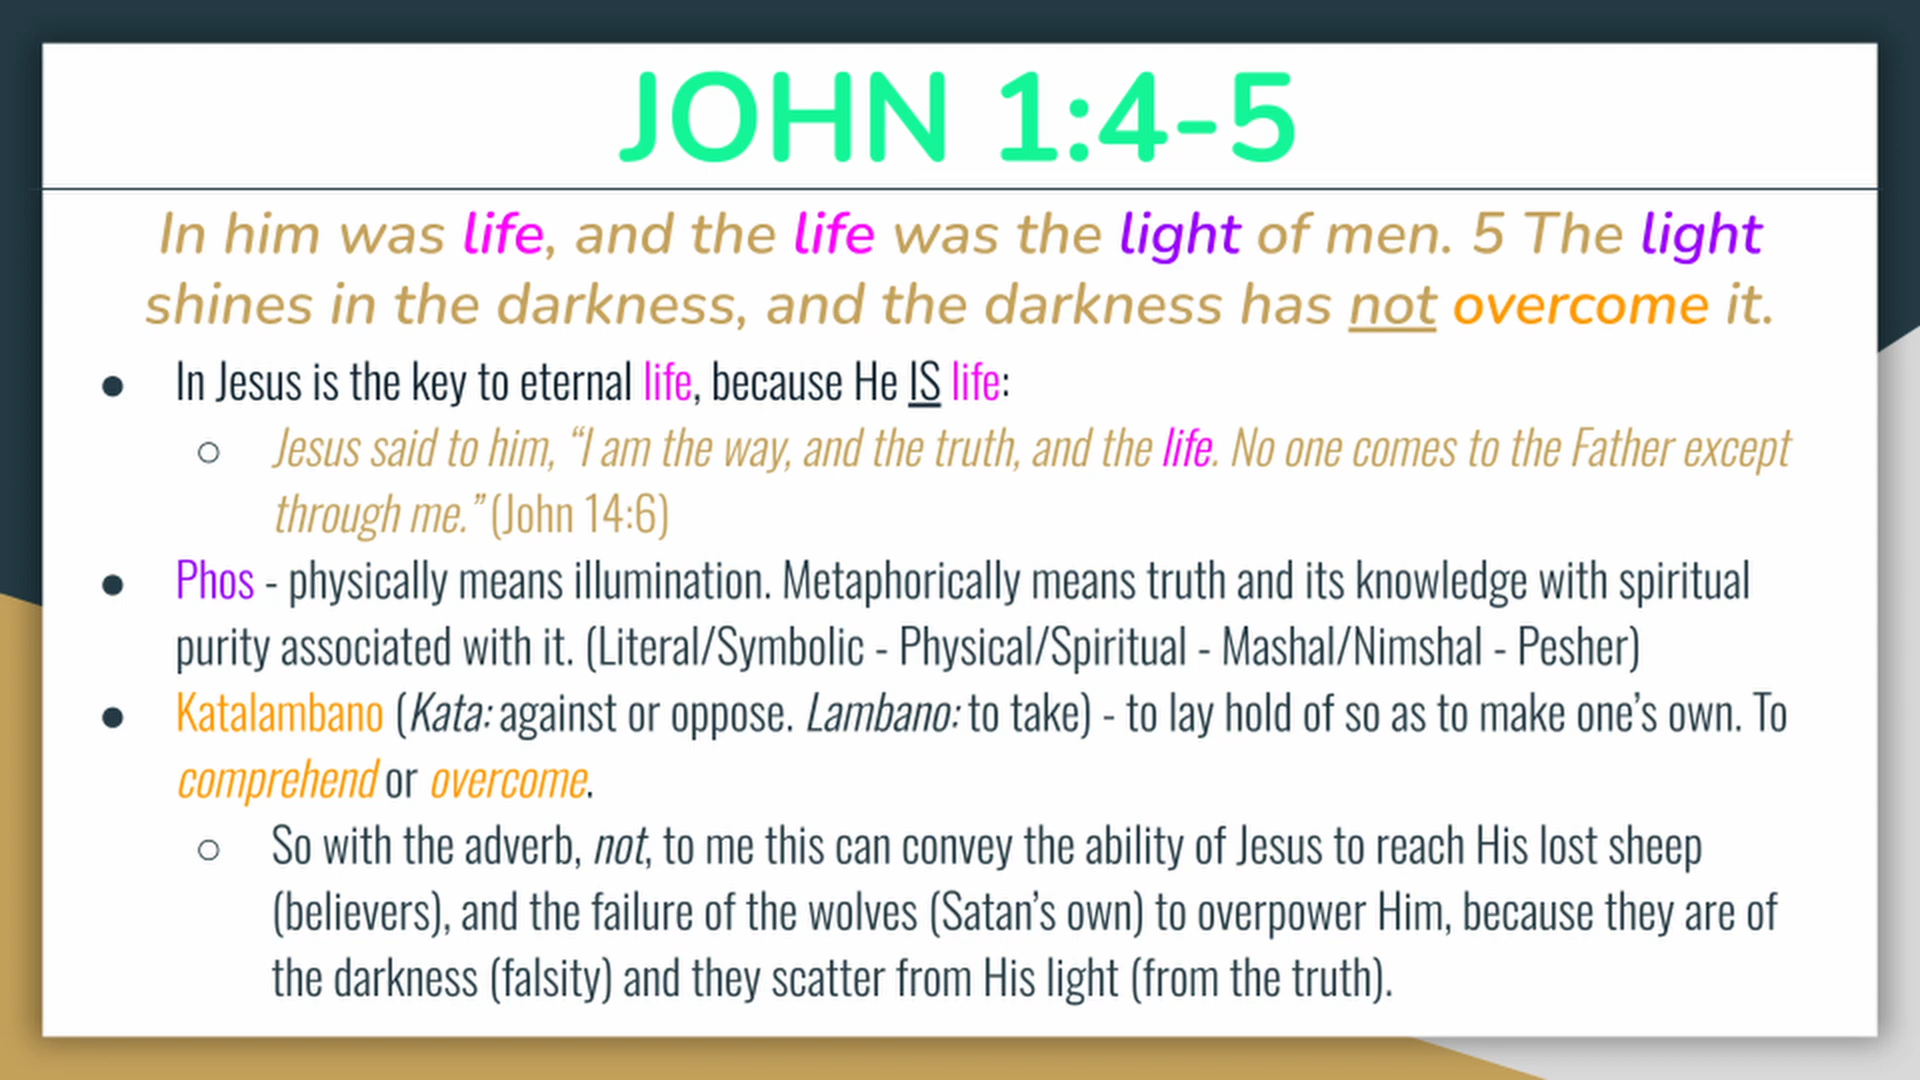 JOHN 1:4-5
In him was life, and the life was the light of men. 5 The light
shines in the darkness, and the darkness has not overcome it.
● In Jesus is the key to eternal life, because He IS life:
○ Jesus said to him, “I am the way, and the truth, and the life. No one comes to the Father except
through me.” (John 14:6)
● Phos - physically means illumination. Metaphorically means truth and its knowledge with spiritual
purity associated with it. (Literal/Symbolic - Physical/Spiritual - Mashal/Nimshal - Pesher)
● Katalambano (Kata: against or oppose. Lambano: to take) - to lay hold of so as to make one’s own. To
comprehend or overcome.
○ So with the adverb, not, to me this can convey the ability of Jesus to reach His lost sheep
(believers), and the failure of the wolves (Satan’s own) to overpower Him, because they are of
the darkness (falsity) and they scatter from His light (from the truth).